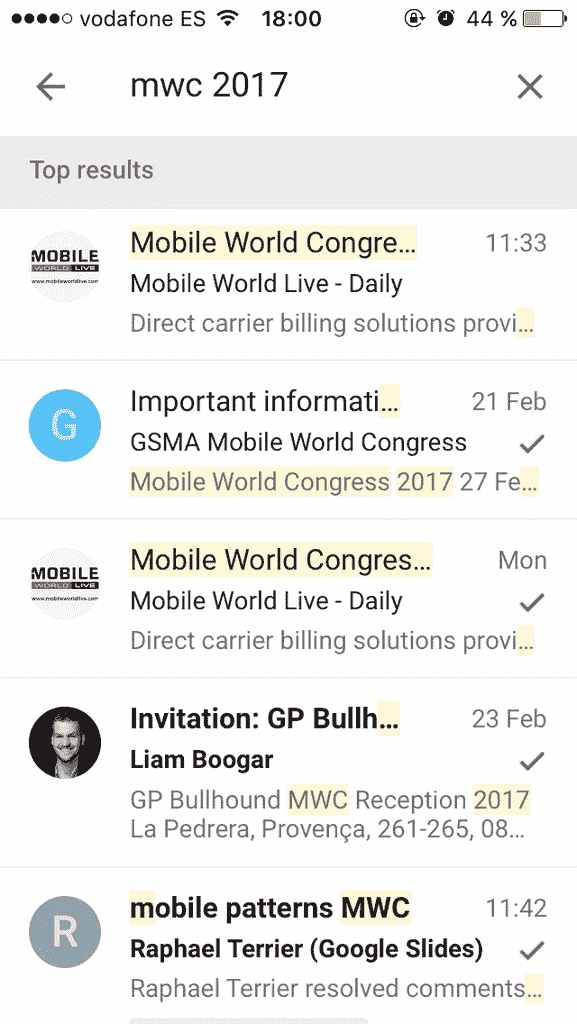 vodafone ES 18:00 44 %
mwc 2017
Top results
MOBILE
WORLD LIVE
www.mobileworldlive.com
Mobile World Congre… 11:33
Mobile World Live - Daily
Direct carrier billing solutions provi…
G
Important informati… 21 Feb
GSMA Mobile World Congress
Mobile World Congress 2017 27 Fe…
MOBILE
WORLD LIVE
www.mobileworldlive.com
Mobile World Congres… Mon
Mobile World Live - Daily
Direct carrier billing solutions provi…
Invitation: GP Bullh… 23 Feb
Liam Boogar
GP Bullhound MWC Reception 2017
La Pedrera, Provença, 261-265, 08…
R
mobile patterns MWC 11:42
Raphael Terrier (Google Slides)
Raphael Terrier resolved comments…